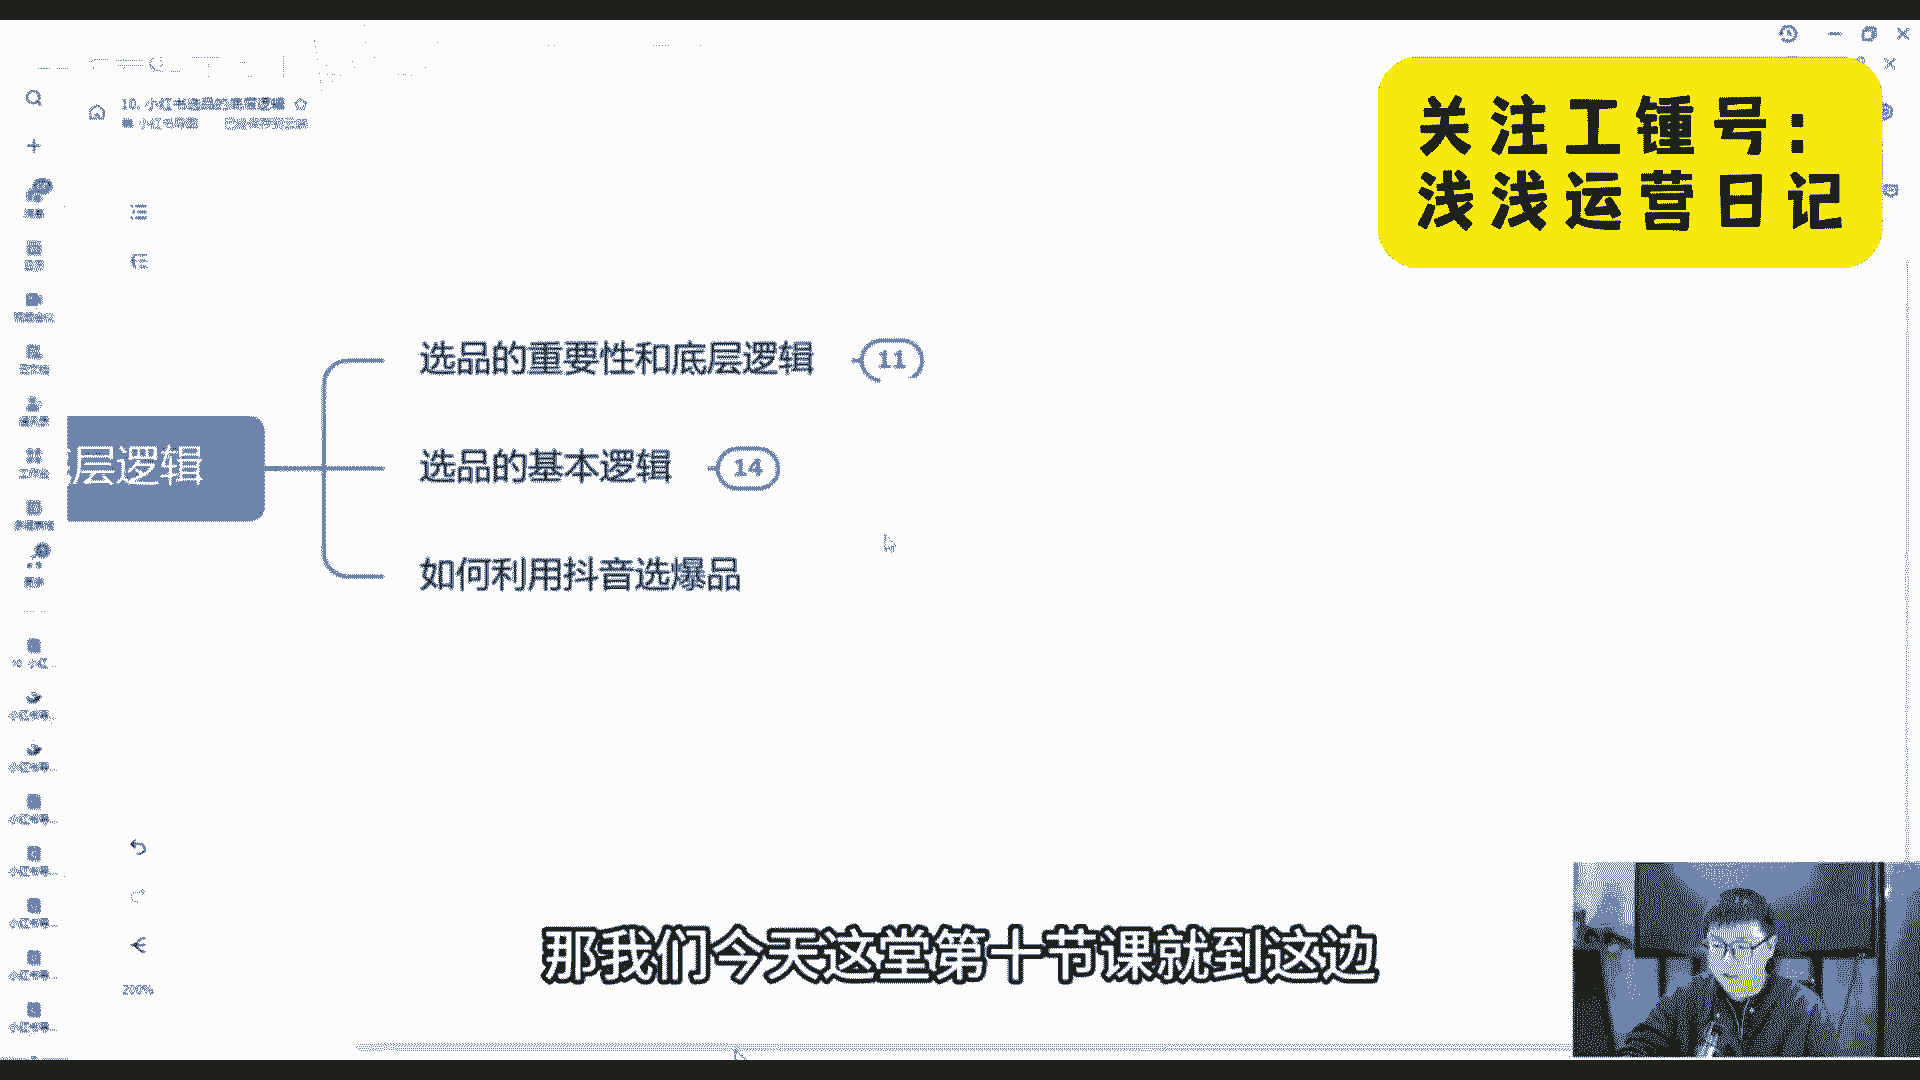 关注工锺号：
浅浅运营日记
10. 小红书选品的底层逻辑
小红书导图 已经保存到云端
选品的重要性和底层逻辑 11
层逻辑
选品的基本逻辑 14
如何利用抖音选爆品
200%
那我们今天这堂第十节课就到这边